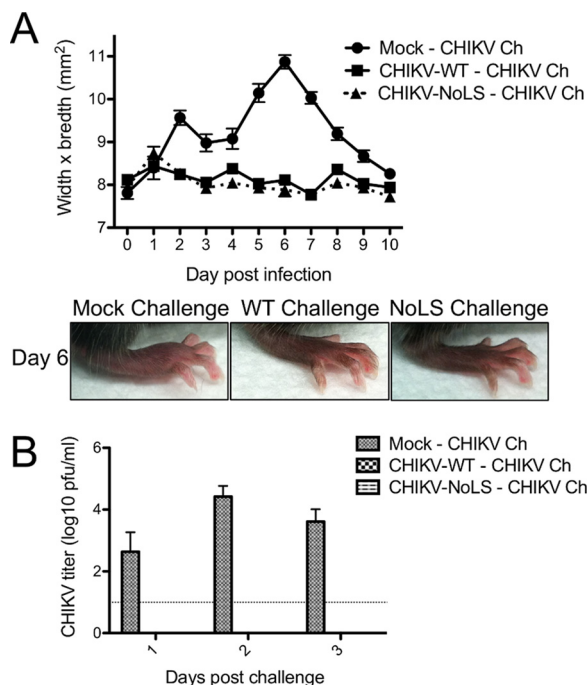 A
Width x bredth (mm2)
11
10
9
8
7
0 1 2 3 4 5 6 7 8 9 10
Day post infection
Mock - CHIKV Ch
CHIKV-WT - CHIKV Ch
CHIKV-NoLS - CHIKV Ch
Mock Challenge WT Challenge NoLS Challenge
Day 6
B
CHIKV titer (log10 pfu/ml)
6
4
2
0
1 2 3
Days post challenge
Mock - CHIKV Ch
CHIKV-WT - CHIKV Ch
CHIKV-NoLS - CHIKV Ch